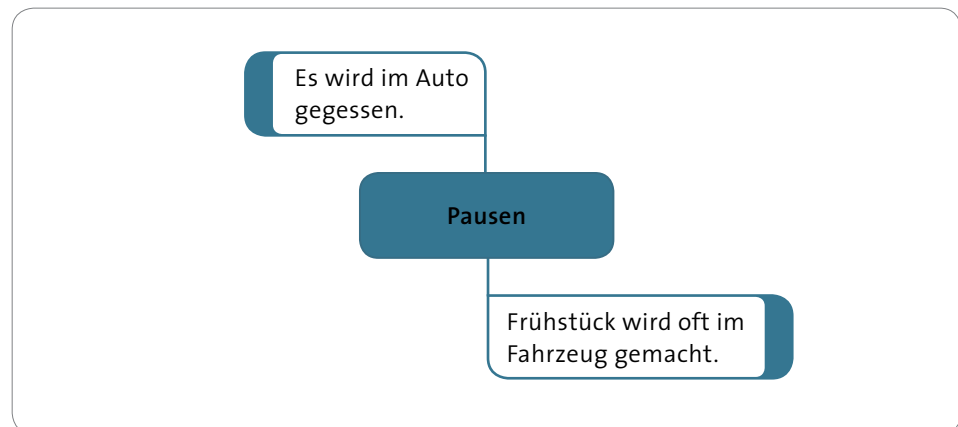 Es wird im Auto
gegessen.
Pausen
Frühstück wird oft im
Fahrzeug gemacht.